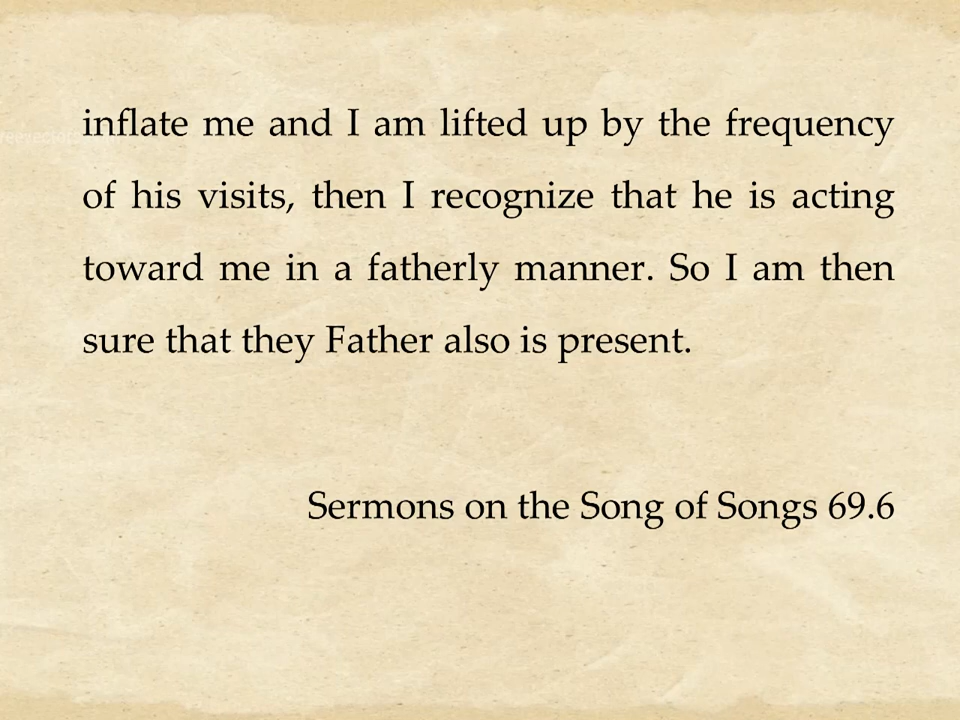 inflate me and I am lifted up by the frequency
of his visits, then I recognize that he is acting
toward me in a fatherly manner. So I am then
sure that they Father also is present.
Sermons on the Song of Songs 69.6